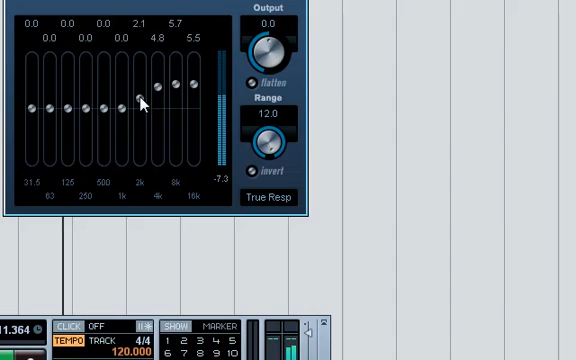 Output
0.0 0.0 0.0 2.1 5.7 0.0
0.0 0.0 0.0 4.8 5.5
flatten
Range
12.0
invert
31.5 125 500 2k 8k -7.3
63 250 1k 4k 16k True Resp
11.364 CLICK OFF SHOW MARKER
TEMPO TRACK 4/4 1 2 3 4 5
120.000 6 7 8 9 10